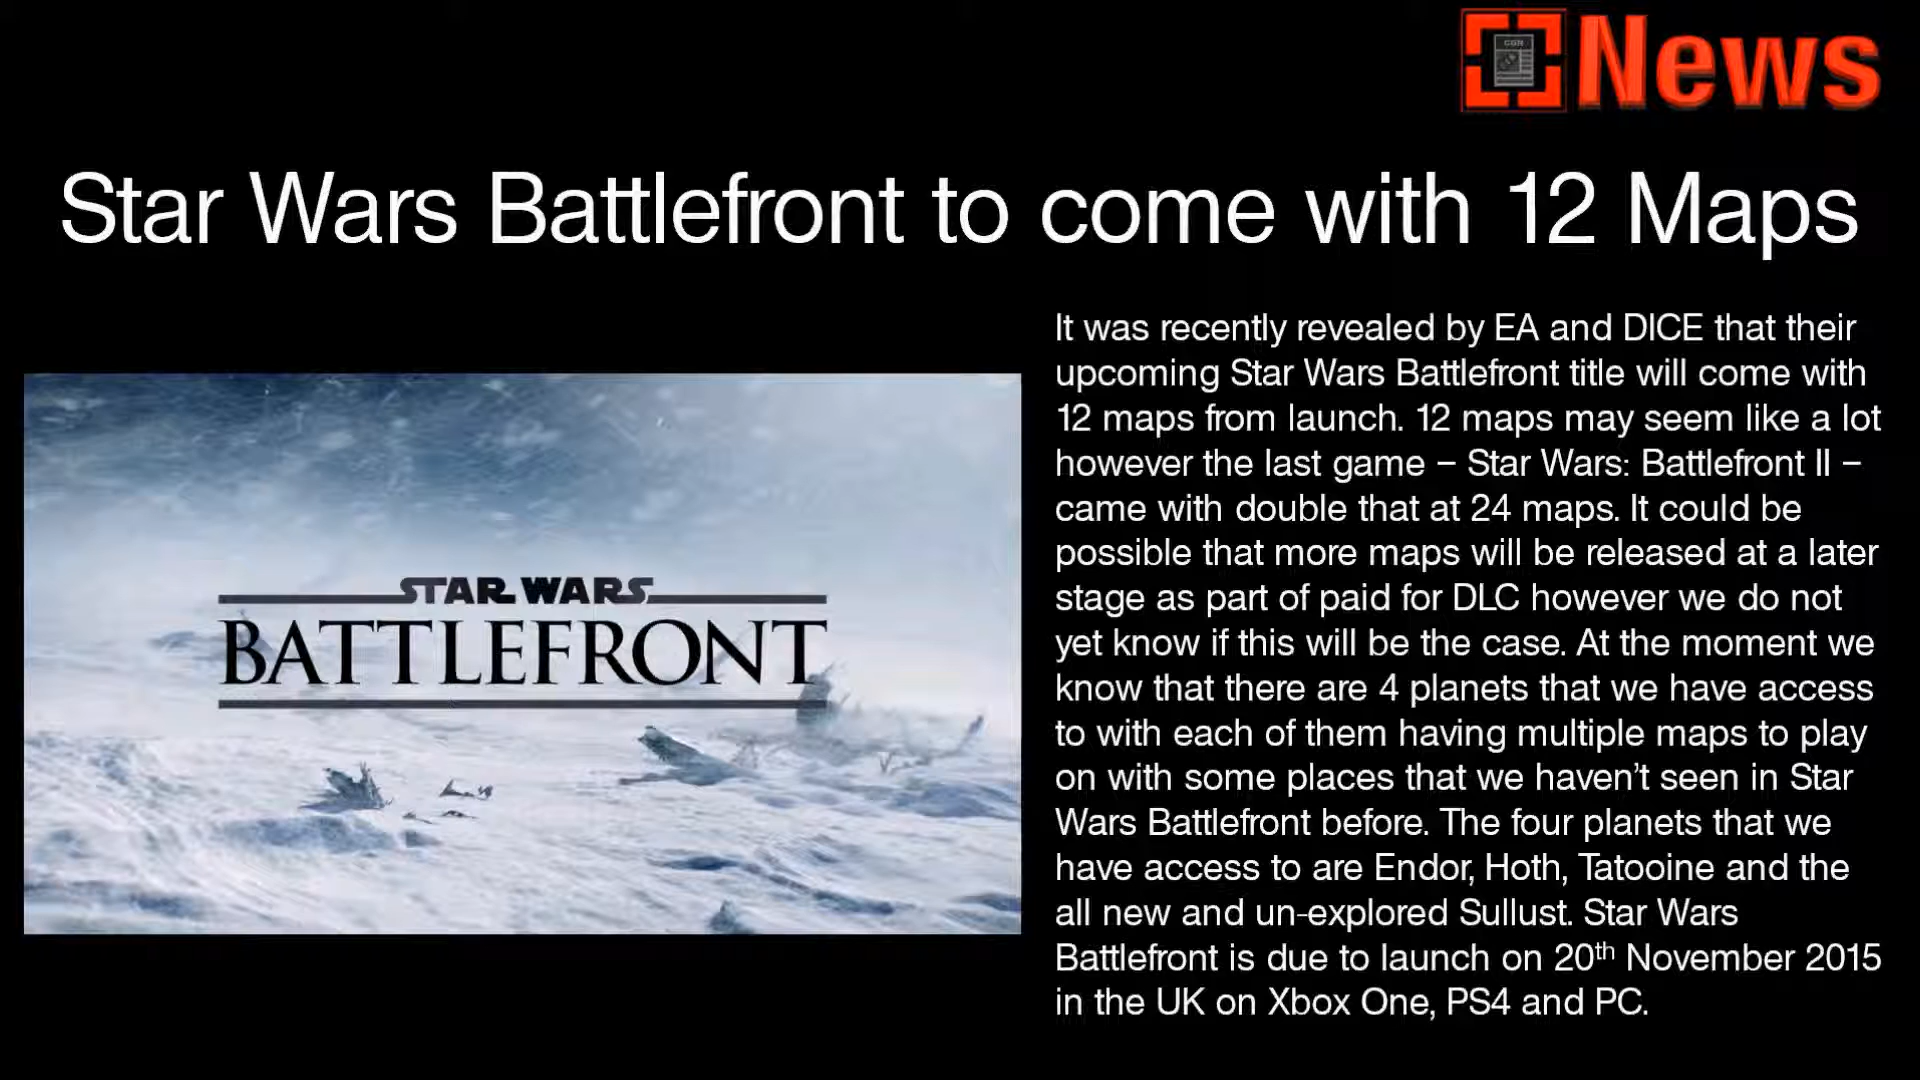 CGN
News
Star Wars Battlefront to come with 12 Maps
It was recently revealed by EA and DICE that their
upcoming Star Wars Battlefront title will come with
12 maps from launch. 12 maps may seem like a lot
however the last game – Star Wars: Battlefront II –
came with double that at 24 maps. It could be
possible that more maps will be released at a later
stage as part of paid for DLC however we do not
yet know if this will be the case. At the moment we
know that there are 4 planets that we have access
to with each of them having multiple maps to play
on with some places that we haven’t seen in Star
Wars Battlefront before. The four planets that we
have access to are Endor, Hoth, Tatooine and the
all new and un-explored Sullust. Star Wars
Battlefront is due to launch on 20th November 2015
in the UK on Xbox One, PS4 and PC.
STAR WARS
BATTLEFRONT